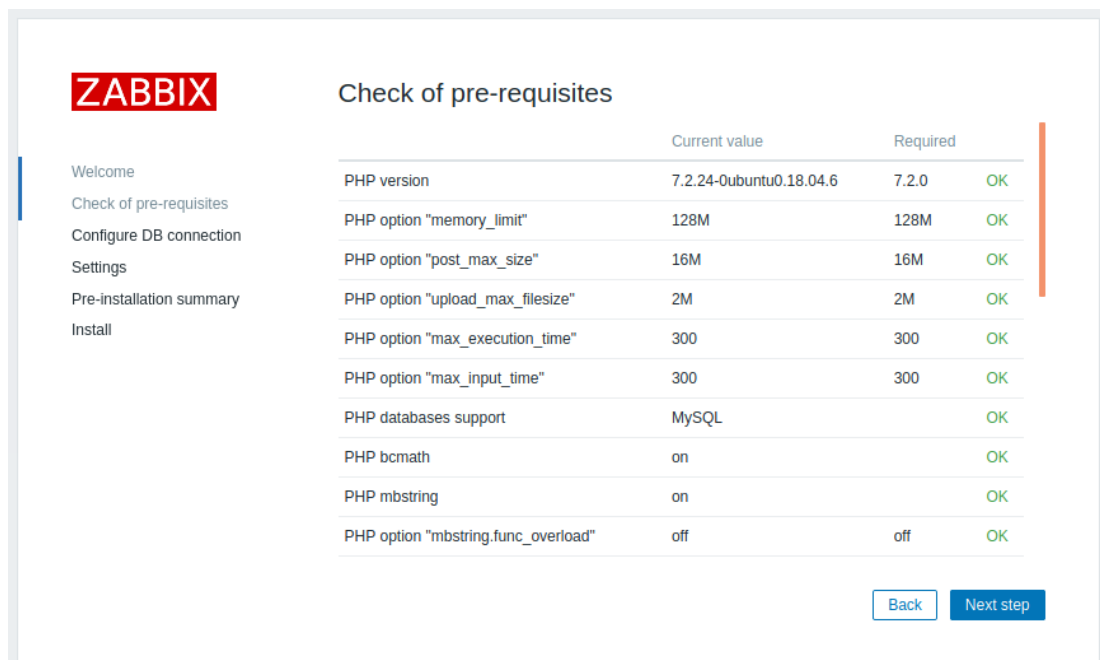 ZABBIX
Check of pre-requisites
Current value Required
Welcome
Check of pre-requisites
Configure DB connection
Settings
Pre-installation summary
Install
PHP version 7.2.24-0ubuntu0.18.04.6 7.2.0 OK
PHP option "memory_limit" 128M 128M OK
PHP option "post_max_size" 16M 16M OK
PHP option "upload_max_filesize" 2M 2M OK
PHP option "max_execution_time" 300 300 OK
PHP option "max_input_time" 300 300 OK
PHP databases support MySQL OK
PHP bcmath on OK
PHP mbstring on OK
PHP option "mbstring.func_overload" off off OK
Back Next step